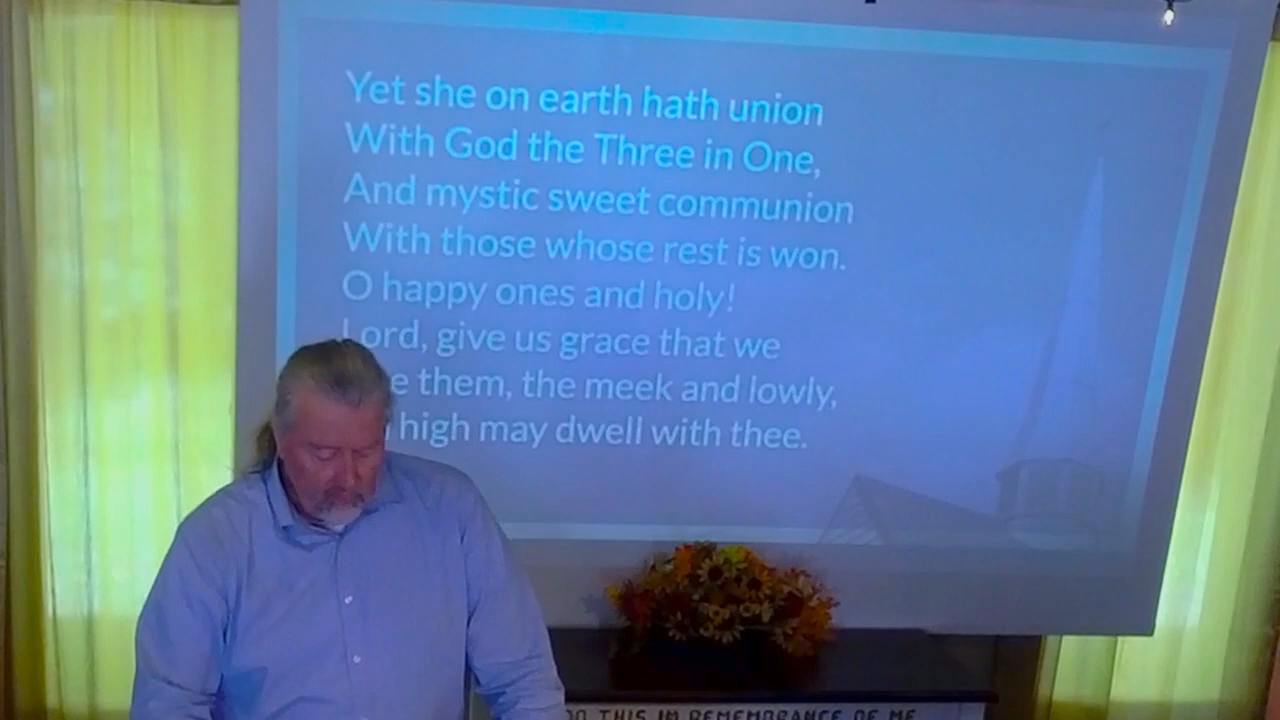 Yet she on earth hath union
With God the Three in One,
And mystic sweet communion
With those whose rest is won.
O happy ones and holy!
Lord, give us grace that we
them, the meek and lowly,
high may dwell with thee.
DO THIS IN REMEMBRANCE OF ME